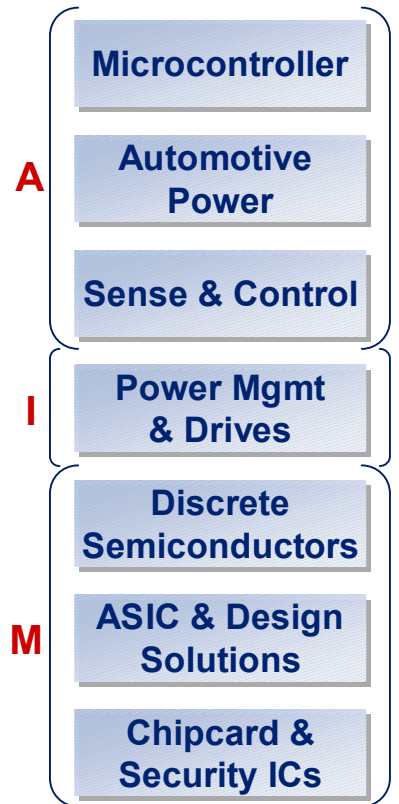 Microcontroller
A
Automotive
Power
Sense & Control
I
Power Mgmt
& Drives
Discrete
Semiconductors
M
ASIC & Design
Solutions
Chipcard &
Security ICs